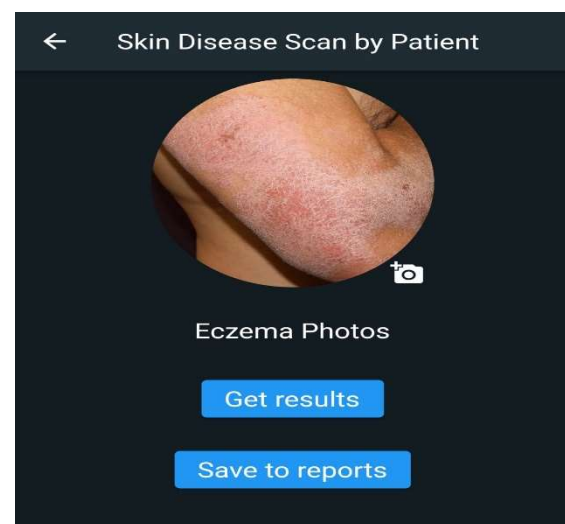 Skin Disease Scan by Patient
Eczema Photos
Get results
Save to reports